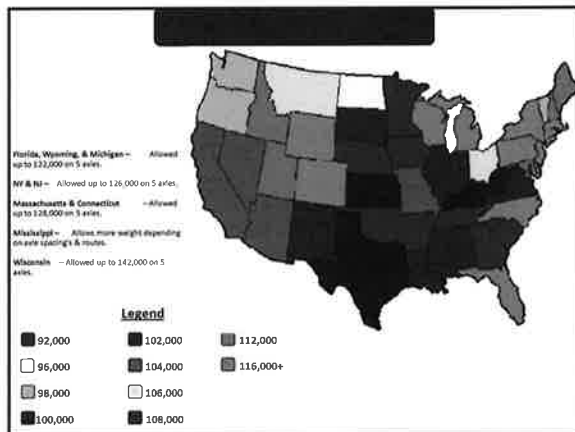 Florida, Wyoming, & Michigan – Allowed
up to 132,000 on 5 axles.
NY & NJ – Allowed up to 126,000 on 5 axles.
Massachusette & Connecticut – Allowed
up to 128,000 on 5 axles.
Mississippi – Allows more weight depending
on axle spacing's & routes.
Wisconsin – Allowed up to 142,000 on 5
axles.
Legend
92,000
102,000
112,000
96,000
104,000
116,000+
98,000
106,000
100,000
108,000